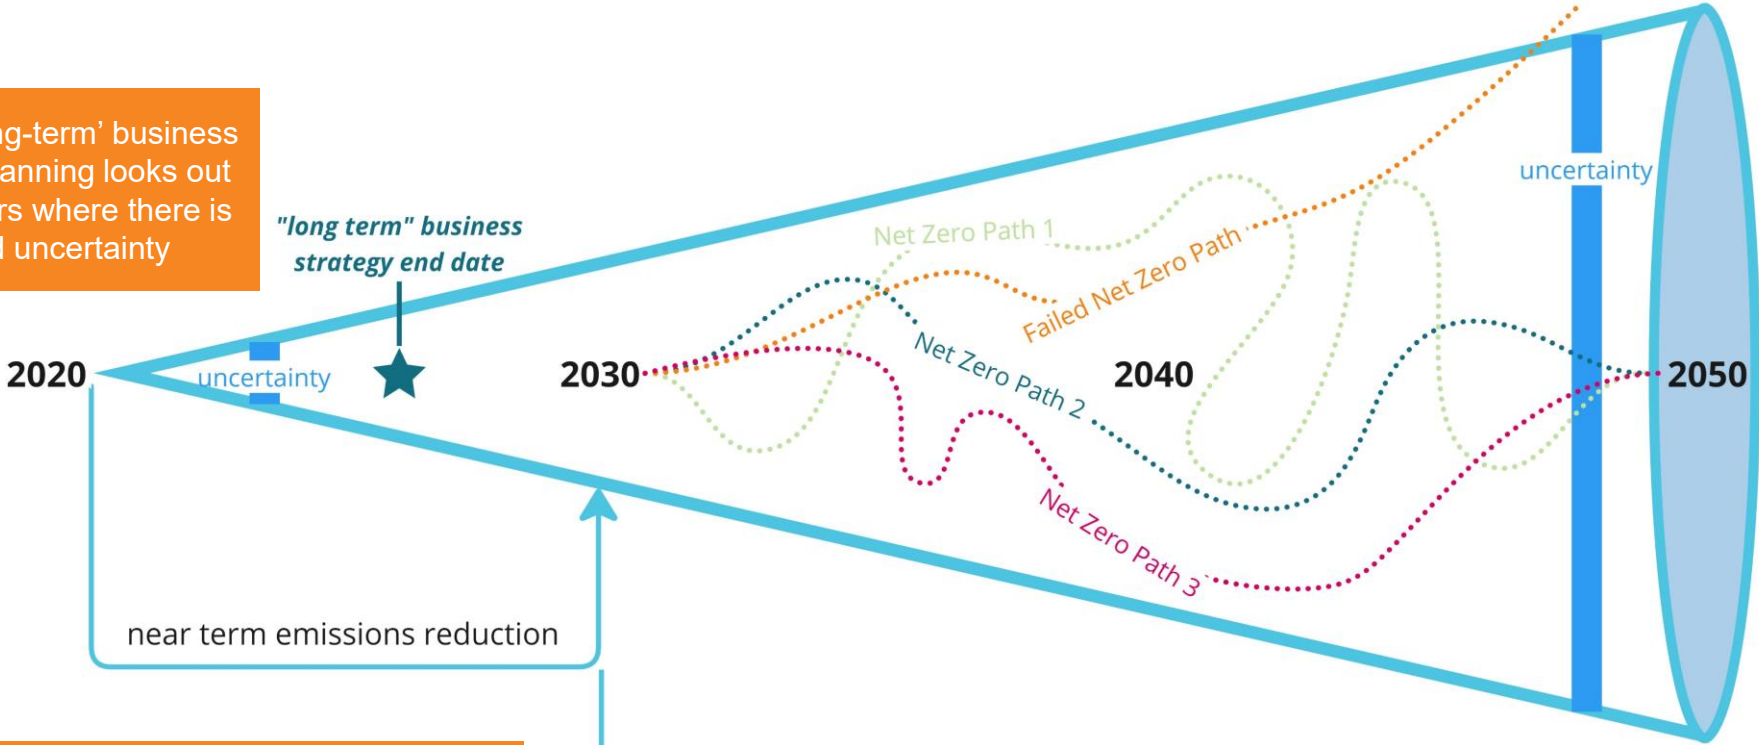 ng-term’ business
anning looks out
rs where there is
uncertainty
"long term" business
strategy end date
uncertainty
Net Zero Path 1
Failed Net Zero Path
uncertainty
2020
uncertainty
2030
Net Zero Path 2
2040
2050
Net Zero Path 3
near term emissions reduction